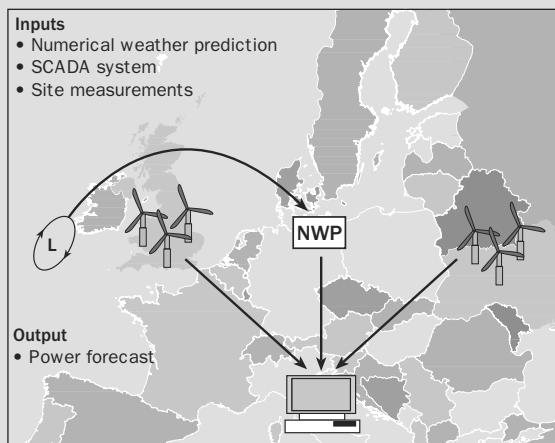 Inputs
• Numerical weather prediction
• SCADA system
• Site measurements
L
NWP
Output
• Power forecast